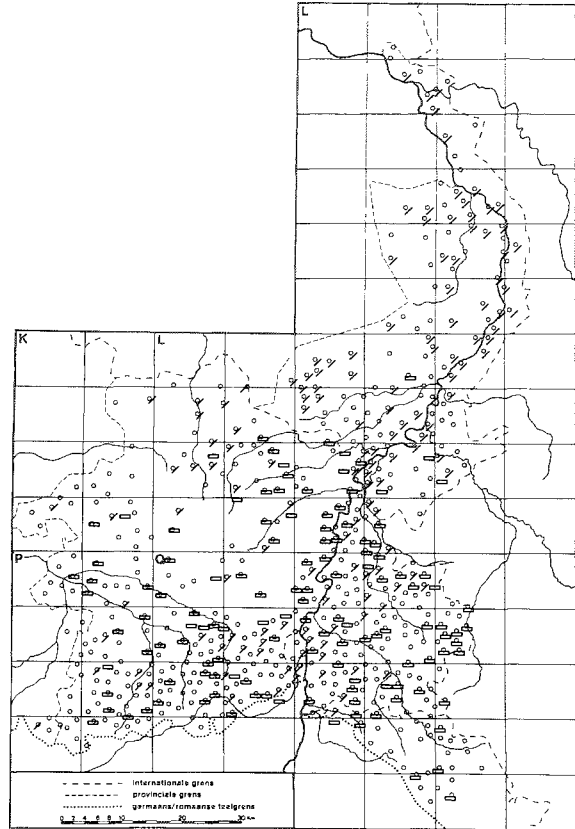 L
K
L
P
Q
internationale grens
provinciale grens
germaans/romaanse taalgrens
0 2 4 6 8 10 20 30 km